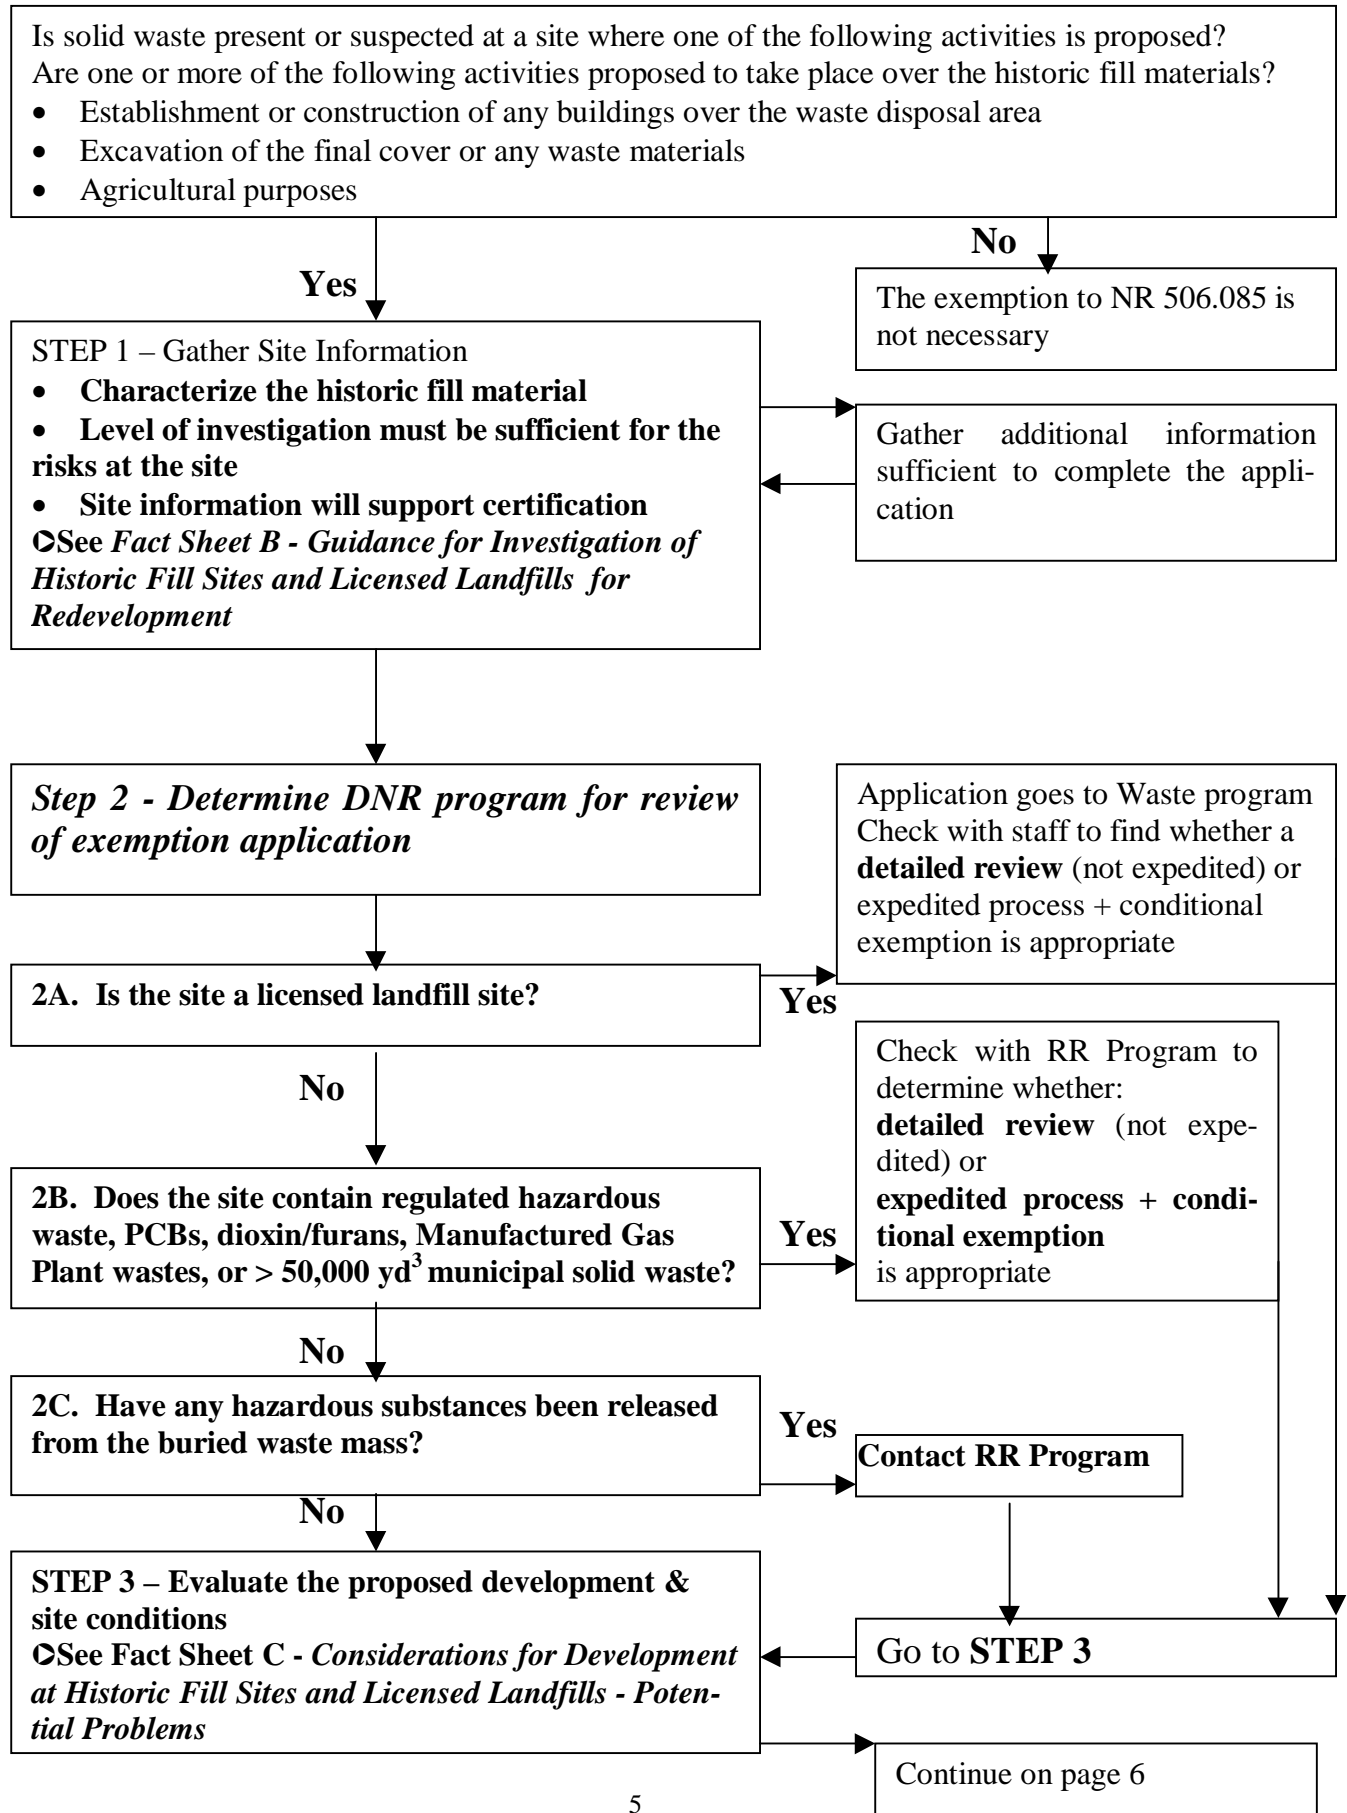 Is solid waste present or suspected at a site where one of the following activities is proposed?
Are one or more of the following activities proposed to take place over the historic fill materials?
• Establishment or construction of any buildings over the waste disposal area
• Excavation of the final cover or any waste materials
• Agricultural purposes
No
Yes
The exemption to NR 506.085 is
not necessary
STEP 1 – Gather Site Information
• Characterize the historic fill material
• Level of investigation must be sufficient for the
risks at the site
• Site information will support certification
➲See Fact Sheet B - Guidance for Investigation of
Historic Fill Sites and Licensed Landfills for
Redevelopment
Gather additional information
sufficient to complete the appli-
cation
Step 2 - Determine DNR program for review
of exemption application
Application goes to Waste program
Check with staff to find whether a
detailed review (not expedited) or
expedited process + conditional
exemption is appropriate
2A. Is the site a licensed landfill site?
Yes
No
Check with RR Program to
determine whether:
detailed review (not expe-
dited) or
expedited process + condi-
tional exemption
is appropriate
2B. Does the site contain regulated hazardous
waste, PCBs, dioxin/furans, Manufactured Gas
Plant wastes, or > 50,000 yd³ municipal solid waste?
Yes
No
2C. Have any hazardous substances been released
from the buried waste mass?
Yes
Contact RR Program
No
STEP 3 – Evaluate the proposed development &
site conditions
➲See Fact Sheet C - Considerations for Development
at Historic Fill Sites and Licensed Landfills - Poten-
tial Problems
Go to STEP 3
Continue on page 6
5